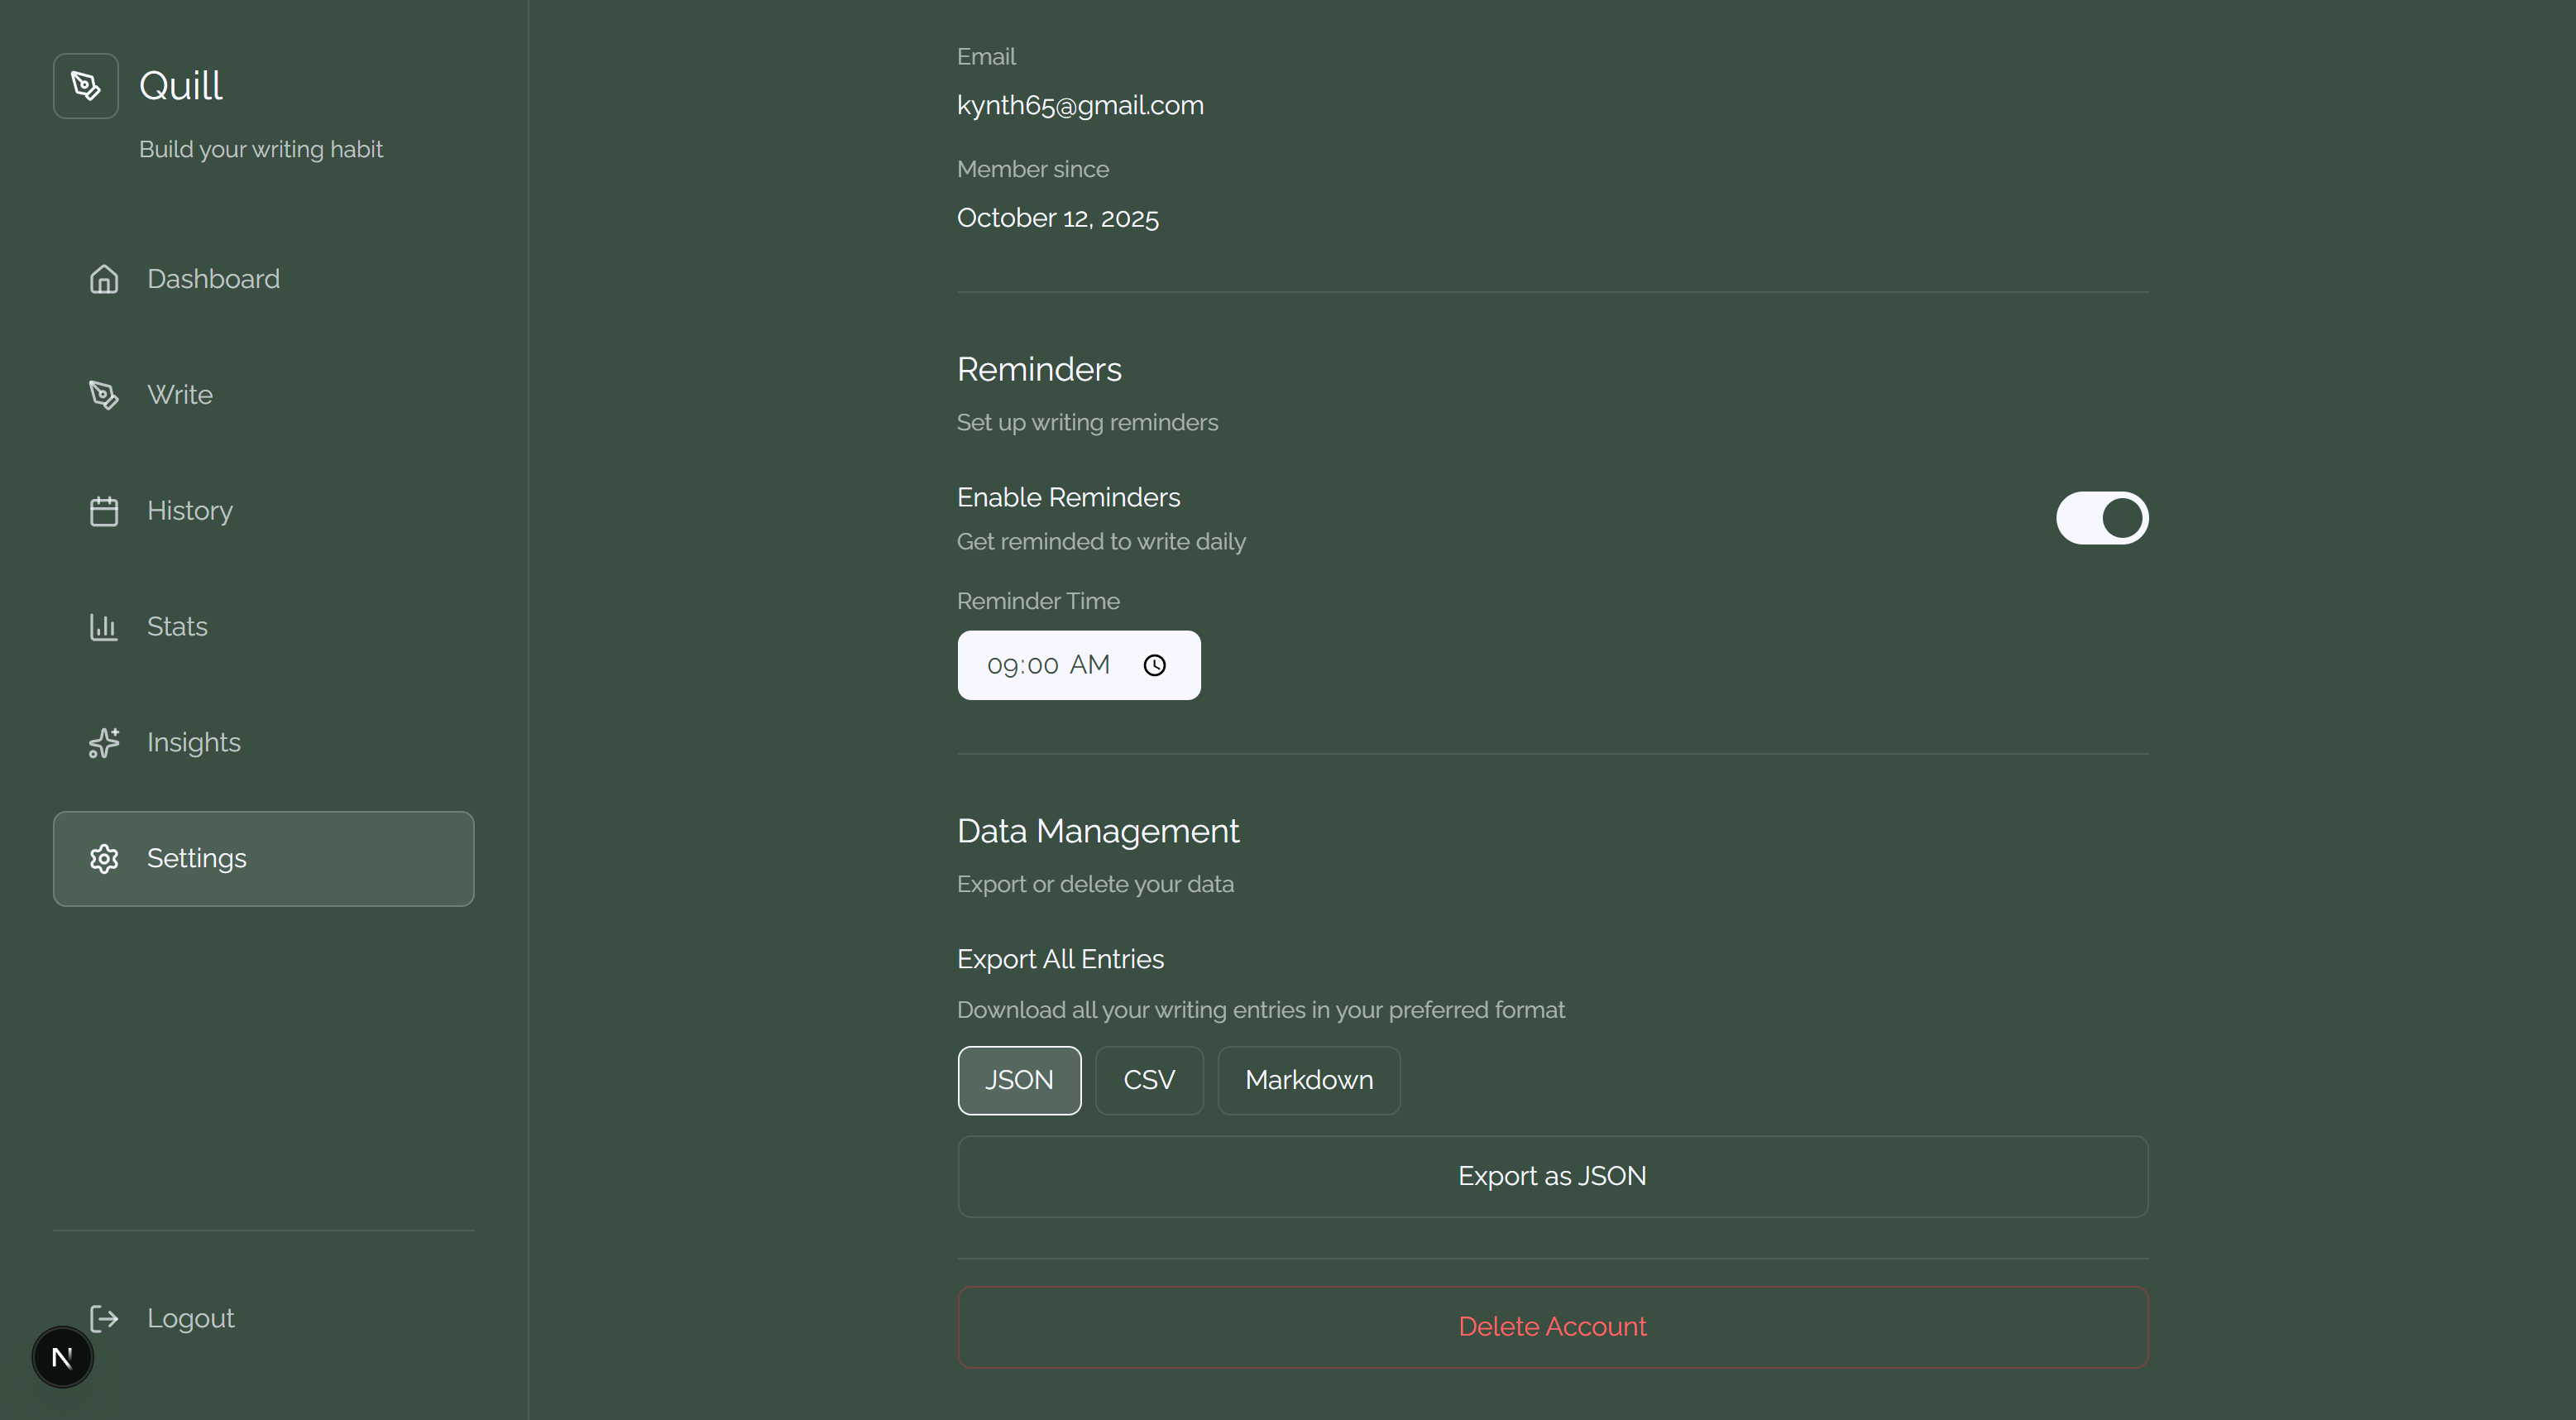 Quill
Build your writing habit
Dashboard
Write
History
Stats
Insights
Settings
Logout
N
Email
kynth65@gmail.com
Member since
October 12, 2025
Reminders
Set up writing reminders
Enable Reminders
Get reminded to write daily
Reminder Time
09:00 AM
Data Management
Export or delete your data
Export All Entries
Download all your writing entries in your preferred format
JSON CSV Markdown
Export as JSON
Delete Account